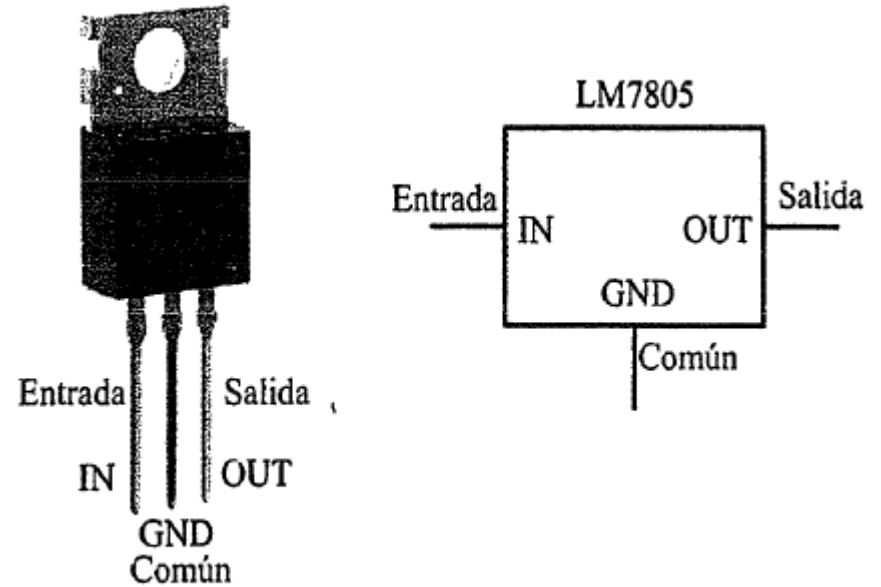 Entrada
Salida
IN
OUT
GND
Común
LM7805
Entrada
Salida
IN
OUT
GND
Común